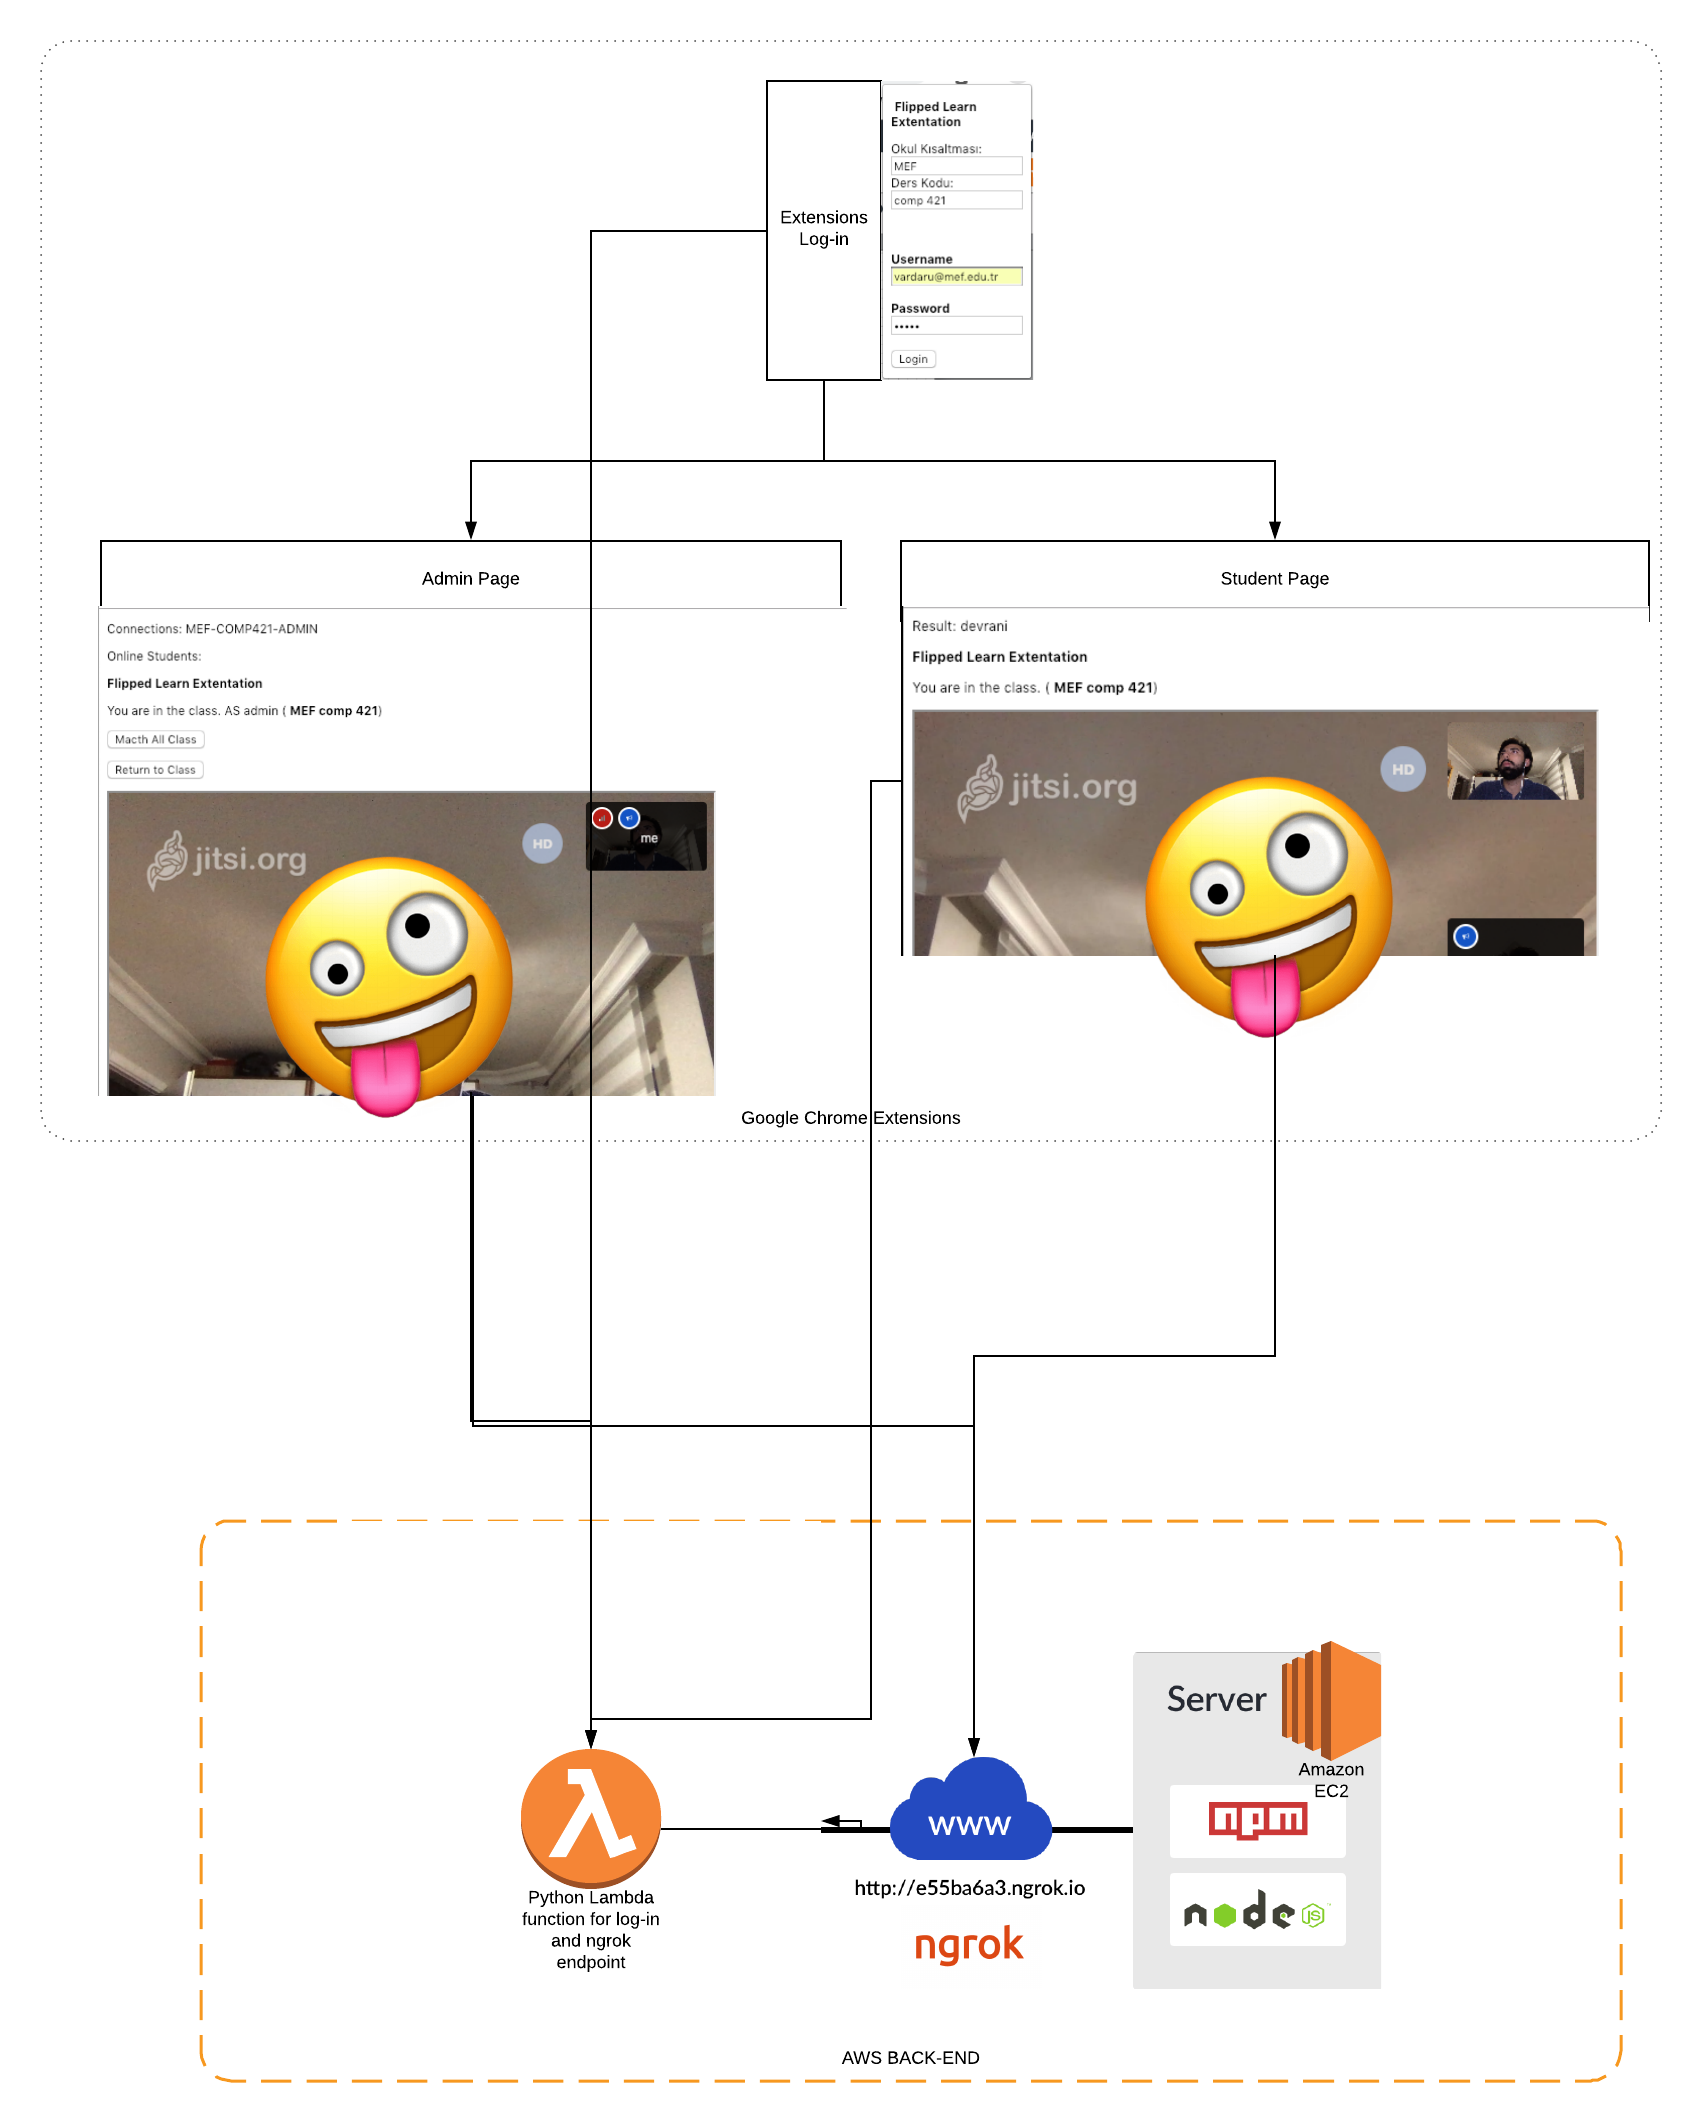 Flipped Learn
Extentation
Okul Kısaltması:
MEF
Ders Kodu:
comp 421
Extensions
Log-in
Username
vardaru@mef.edu.tr
Password
•••••
Login
Admin Page
Connections: MEF-COMP421-ADMIN
Online Students:
Flipped Learn Extentation
You are in the class. AS admin ( MEF comp 421)
Macth All Class
Return to Class
jitsi.org
HD
me
Student Page
Result: devrani
Flipped Learn Extentation
You are in the class. ( MEF comp 421)
jitsi.org
HD
Google Chrome Extensions
Server
Amazon
EC2
npm
node
JS
www
http://e55ba6a3.ngrok.io
ngrok
Python Lambda
function for log-in
and ngrok
endpoint
AWS BACK-END